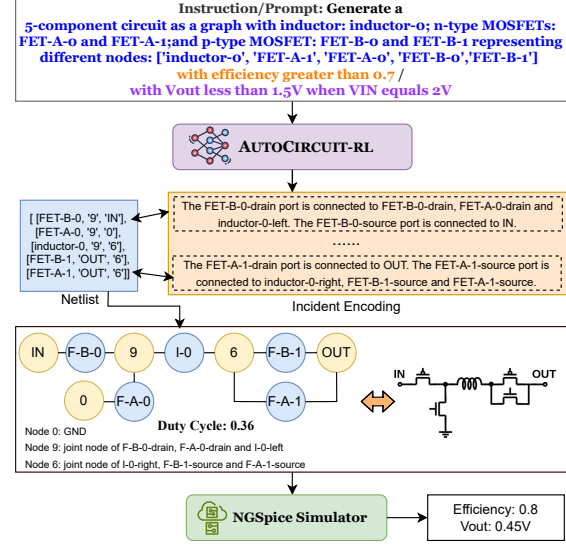 Instruction/Prompt: Generate a
5-component circuit as a graph with inductor: inductor-0; n-type MOSFETs:
FET-A-0 and FET-A-1;and p-type MOSFET: FET-B-0 and FET-B-1 representing
different nodes: ['inductor-0', 'FET-A-1', 'FET-A-0', 'FET-B-0','FET-B-1']
with efficiency greater than 0.7 /
with Vout less than 1.5V when VIN equals 2V
AUTOCIRCUIT-RL
[ [FET-B-0, '9', 'IN'],
[FET-A-0, '9', '0'],
[inductor-0, '9', '6'],
[FET-B-1, 'OUT', '6'],
[FET-A-1, 'OUT', '6']]
Netlist
The FET-B-0-drain port is connected to FET-B-0-drain, FET-A-0-drain and
inductor-0-left. The FET-B-0-source port is connected to IN.
......
The FET-A-1-drain port is connected to OUT. The FET-A-1-source port is
connected to inductor-0-right, FET-B-1-source and FET-A-1-source.
Incident Encoding
IN F-B-0 9 I-0 6 F-B-1 OUT
0 F-A-0 F-A-1
IN OUT
Duty Cycle: 0.36
Node 0: GND
Node 9: joint node of F-B-0-drain, F-A-0-drain and I-0-left
Node 6: joint node of I-0-right, F-B-1-source and F-A-1-source
NGSpice Simulator
Efficiency: 0.8
Vout: 0.45V